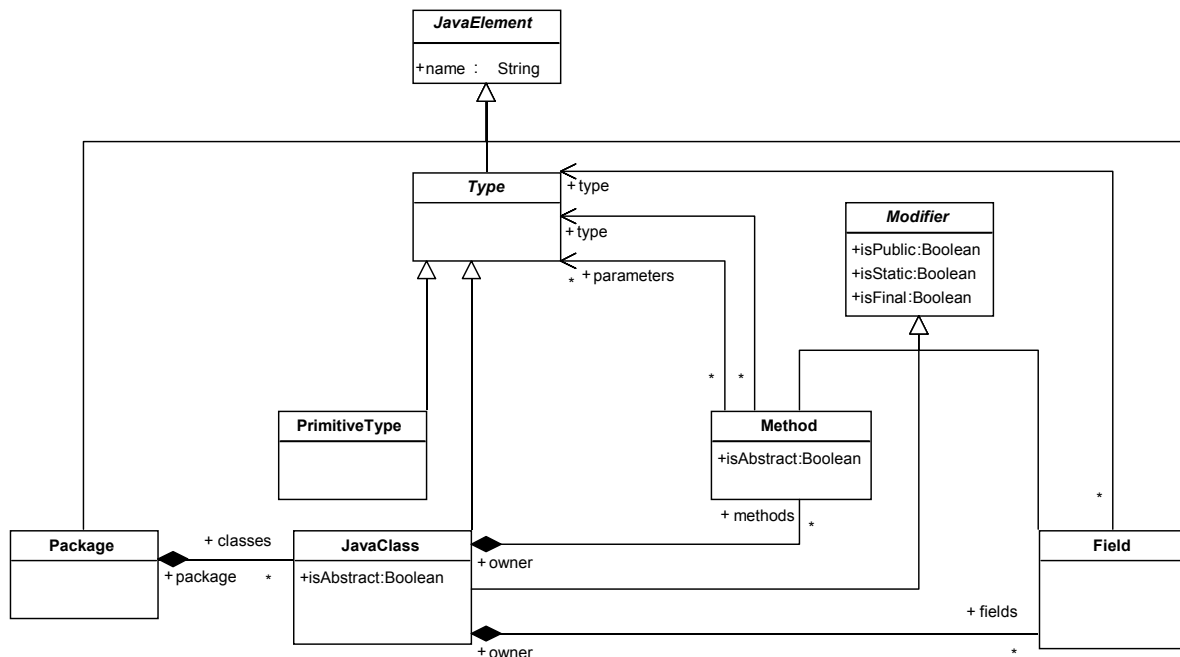 JavaElement
+name : String
Type
+ type
+ type
* + parameters
Modifier
+isPublic:Boolean
+isStatic:Boolean
+isFinal:Boolean
* *
PrimitiveType
Method
+isAbstract:Boolean
*
+ methods *
Package
+ classes
+ package *
JavaClass
+isAbstract:Boolean
+ owner
Field
+ fields
+ owner
*